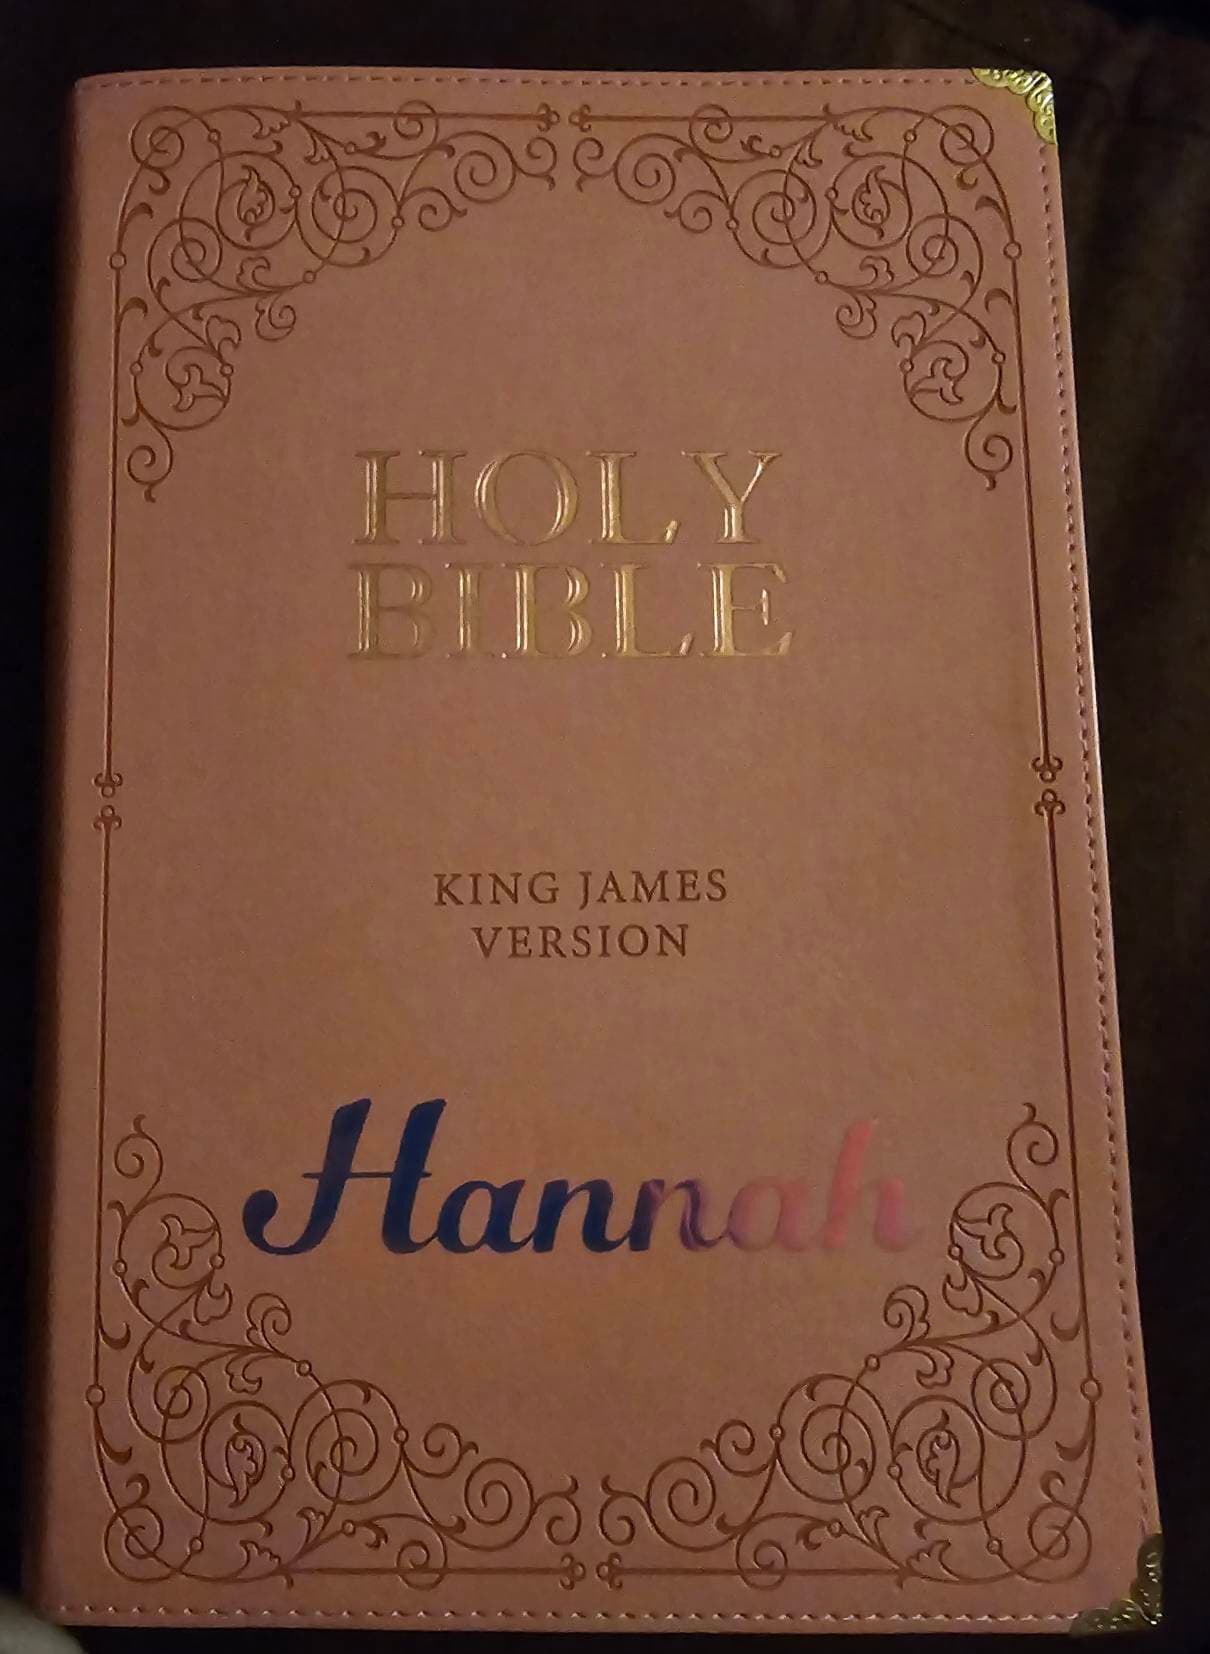 HOLY
BIBLE
KING JAMES
VERSION
Hannah